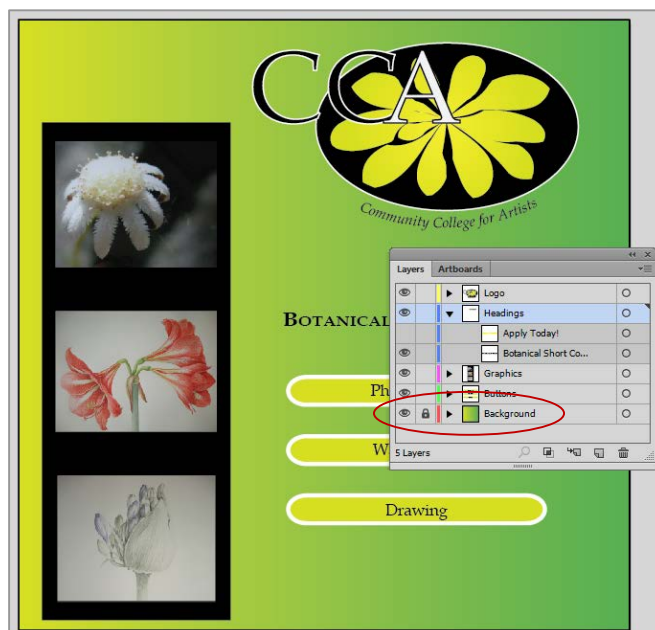 CCA
Community College for Artists
BOTANICAL
Ph
W
Drawing
Layers Artboards
Logo
Headings
Apply Today!
Botanical Short Co...
Graphics
Buttons
Background
5 Layers